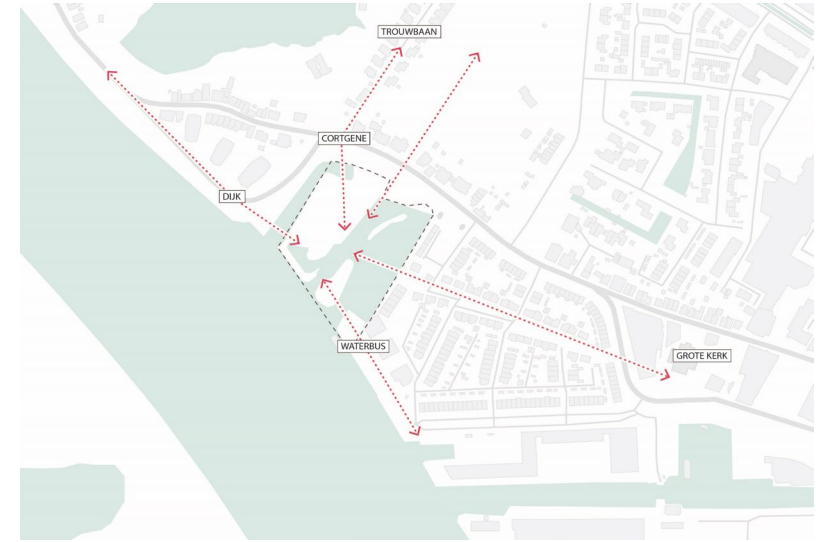 TROUWBAAN
CORTGENE
DIJK
WATERBUS
GROTE KERK